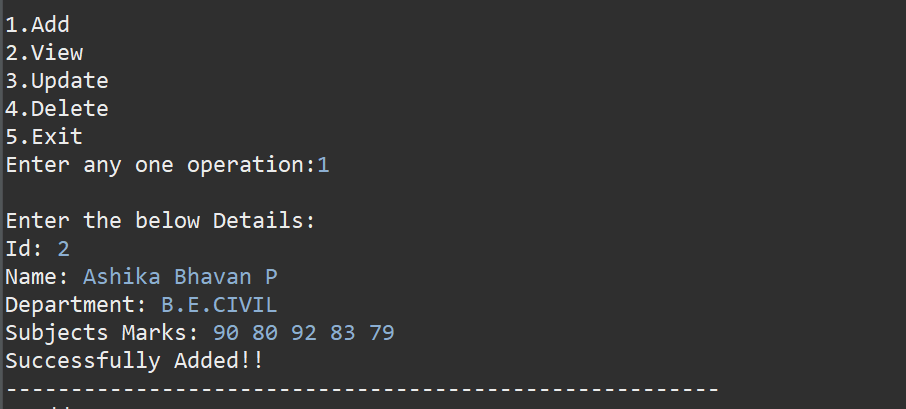 1.Add
2.View
3.Update
4.Delete
5.Exit
Enter any one operation:1
Enter the below Details:
Id: 2
Name: Ashika Bhavan P
Department: B.E.CIVIL
Subjects Marks: 90 80 92 83 79
Successfully Added!!
-------------------------------------------------------